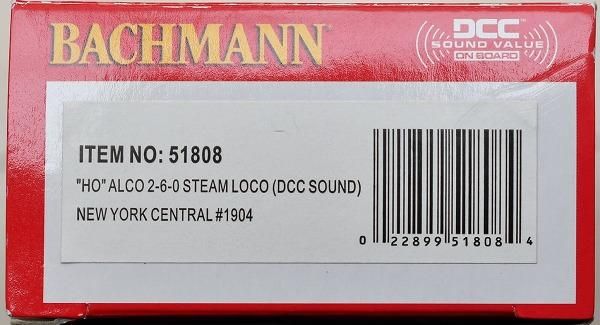 BACHMANN
DCC
SOUND VALUE
ON BOARD
ITEM NO: 51808
"HO" ALCO 2-6-0 STEAM LOCO (DCC SOUND)
NEW YORK CENTRAL #1904
0 22899 51808 4